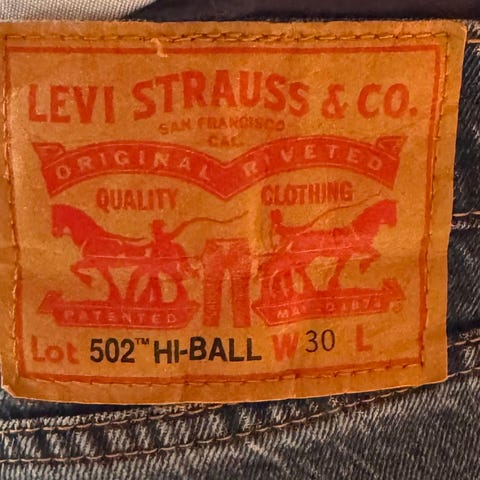 LEVI STRAUSS & CO.
SAN FRANCISCO
CAL.
ORIGINAL RIVETED
QUALITY CLOTHING
PATENTED MAY 20 1873
Lot 502™ HI-BALL W 30 L